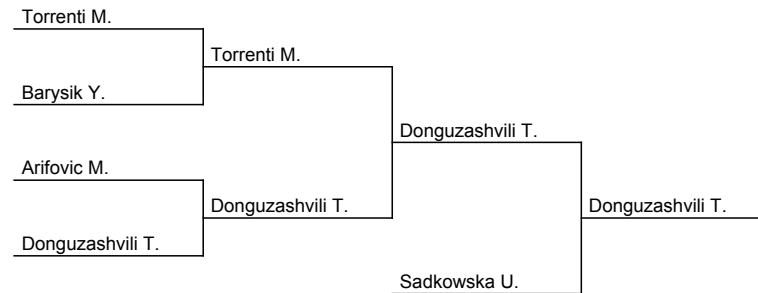 Torrenti M.
Torrenti M.
Barysik Y.
Donguzashvili T.
Arifovic M.
Donguzashvili T.
Donguzashvili T.
Donguzashvili T.
Sadkowska U.